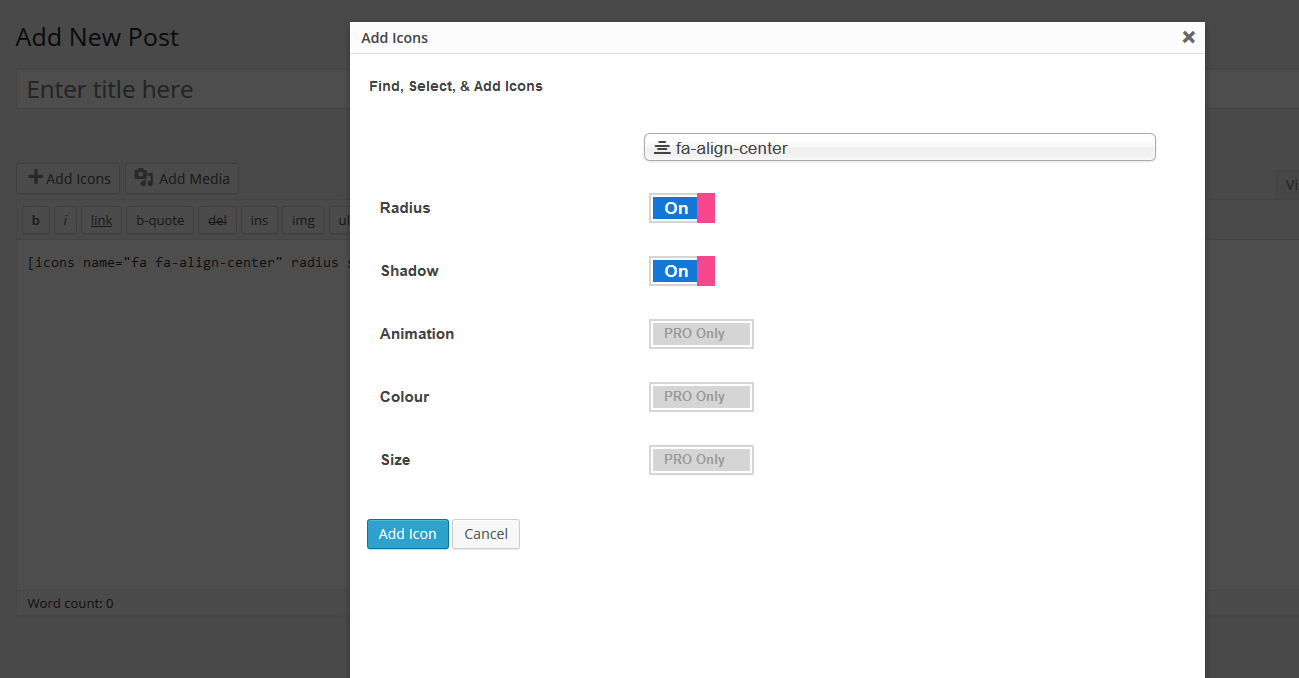 Add New Post
Enter title here
Add Icons
Add Media
b
i
link
b-quote
del
ins
img
ul
[icons name="fa fa-align-center" radius
Word count: 0
Add Icons
Find, Select, & Add Icons
fa-align-center
Radius
On
Shadow
On
Animation
PRO Only
Colour
PRO Only
Size
PRO Only
Add Icon
Cancel